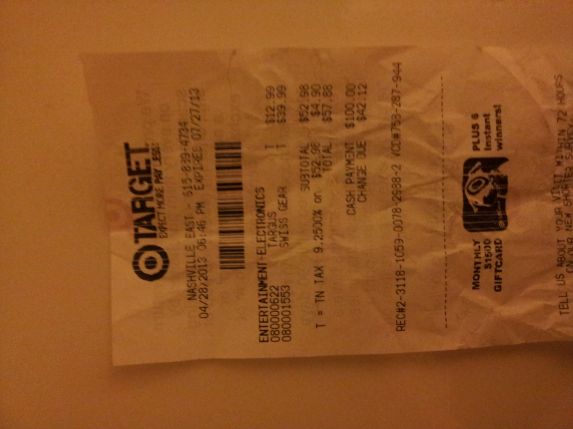 TARGET
EXPECT MORE. PAY LESS.
NASHVILLE EAST - 615-839-4734
04/28/2013 06:46 PM EXPIRES 07/27/13
ENTERTAINMENT-ELECTRONICS
080000622 TARGUS T $12.99
080001553 SWISS GEAR T $39.99
SUBTOTAL $52.98
T = TN TAX 9.2500% on $52.98 $4.90
TOTAL $57.88
CASH PAYMENT $100.00
CHANGE DUE $42.12
REC#2-3118-1059-0078-2988-2 VCD#753-287-944
MONTHLY
$1500
GIFTCARD
PLUS 6
instant
winners!
TELL US ABOUT YOUR VISIT WITHIN 72 HOURS